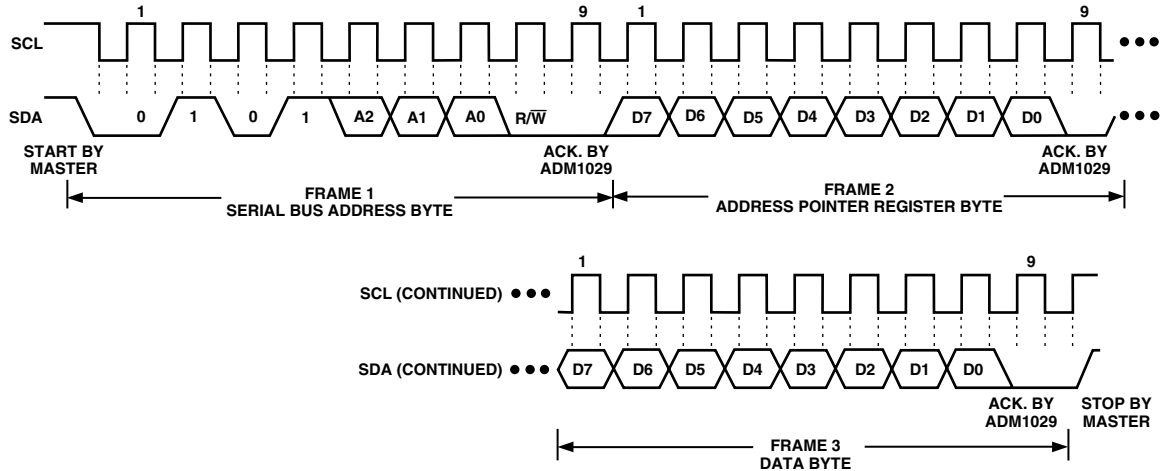 1 9 1 9
SCL
SDA 0 1 0 1 A2 A1 A0 R/W̅ D7 D6 D5 D4 D3 D2 D1 D0
START BY
MASTER
ACK. BY
ADM1029
ACK. BY
ADM1029
FRAME 1
SERIAL BUS ADDRESS BYTE
FRAME 2
ADDRESS POINTER REGISTER BYTE
1 9
SCL (CONTINUED)
SDA (CONTINUED) D7 D6 D5 D4 D3 D2 D1 D0
ACK. BY
ADM1029
STOP BY
MASTER
FRAME 3
DATA BYTE